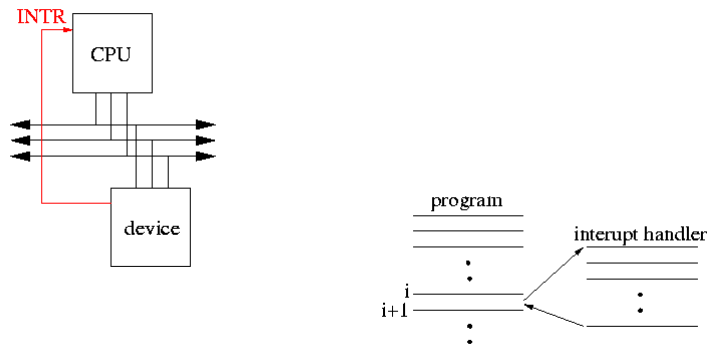 INTR
CPU
device
program
interupt handler
i
i+1